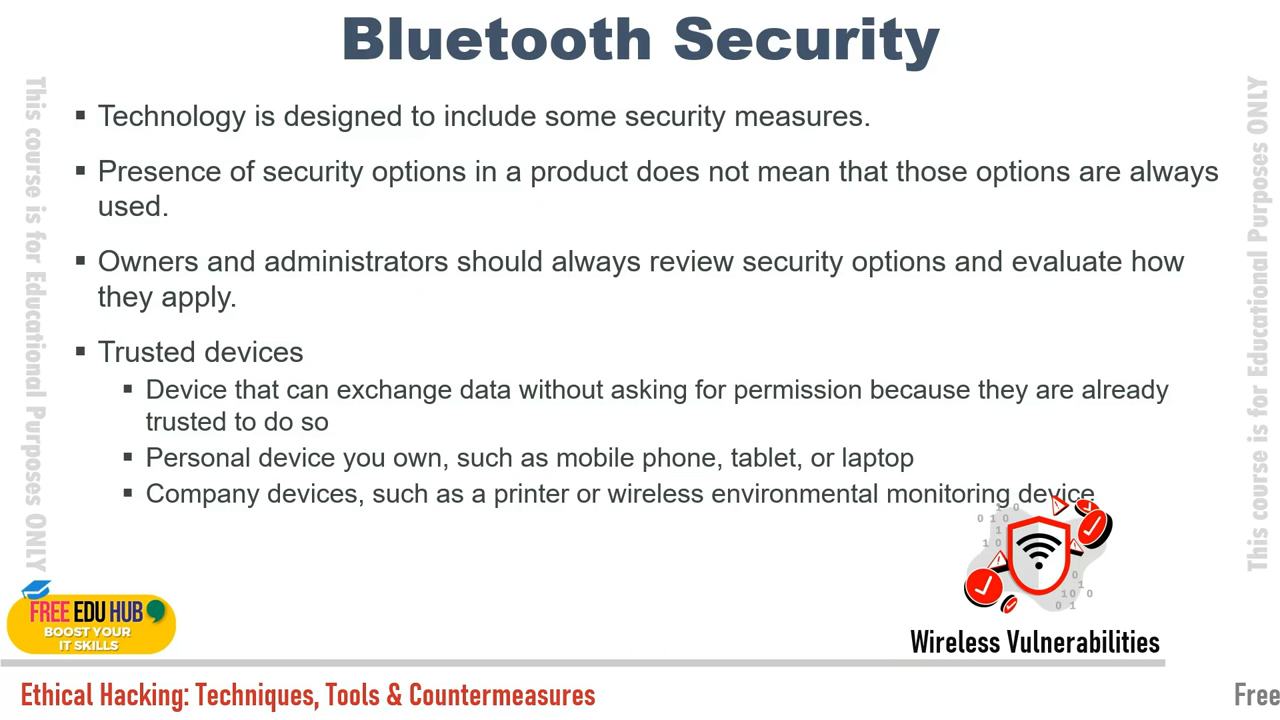 Bluetooth Security
▪ Technology is designed to include some security measures.
▪ Presence of security options in a product does not mean that those options are always
used.
▪ Owners and administrators should always review security options and evaluate how
they apply.
▪ Trusted devices
▪ Device that can exchange data without asking for permission because they are already
trusted to do so
▪ Personal device you own, such as mobile phone, tablet, or laptop
▪ Company devices, such as a printer or wireless environmental monitoring device
This course is for Educational Purposes ONLY
This course is for Educational Purposes ONLY
FREE EDU HUB
BOOST YOUR
IT SKILLS
Wireless Vulnerabilities
Ethical Hacking: Techniques, Tools & Countermeasures
Free